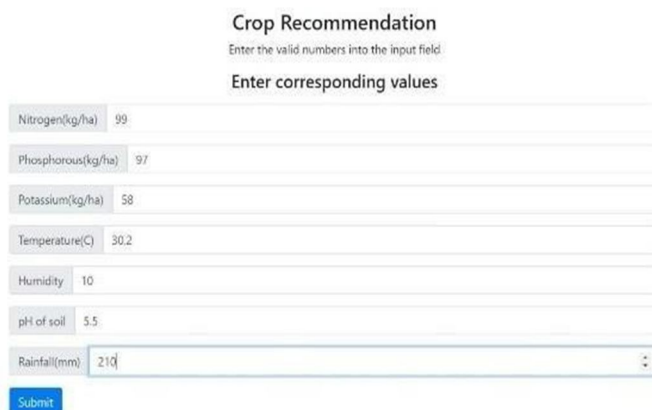 Crop Recommendation
Enter the valid numbers into the input field
Enter corresponding values
Nitrogen(kg/ha) 99
Phosphorous(kg/ha) 97
Potassium(kg/ha) 58
Temperature(C) 30.2
Humidity 10
pH of soil 5.5
Rainfall(mm) 210
Submit